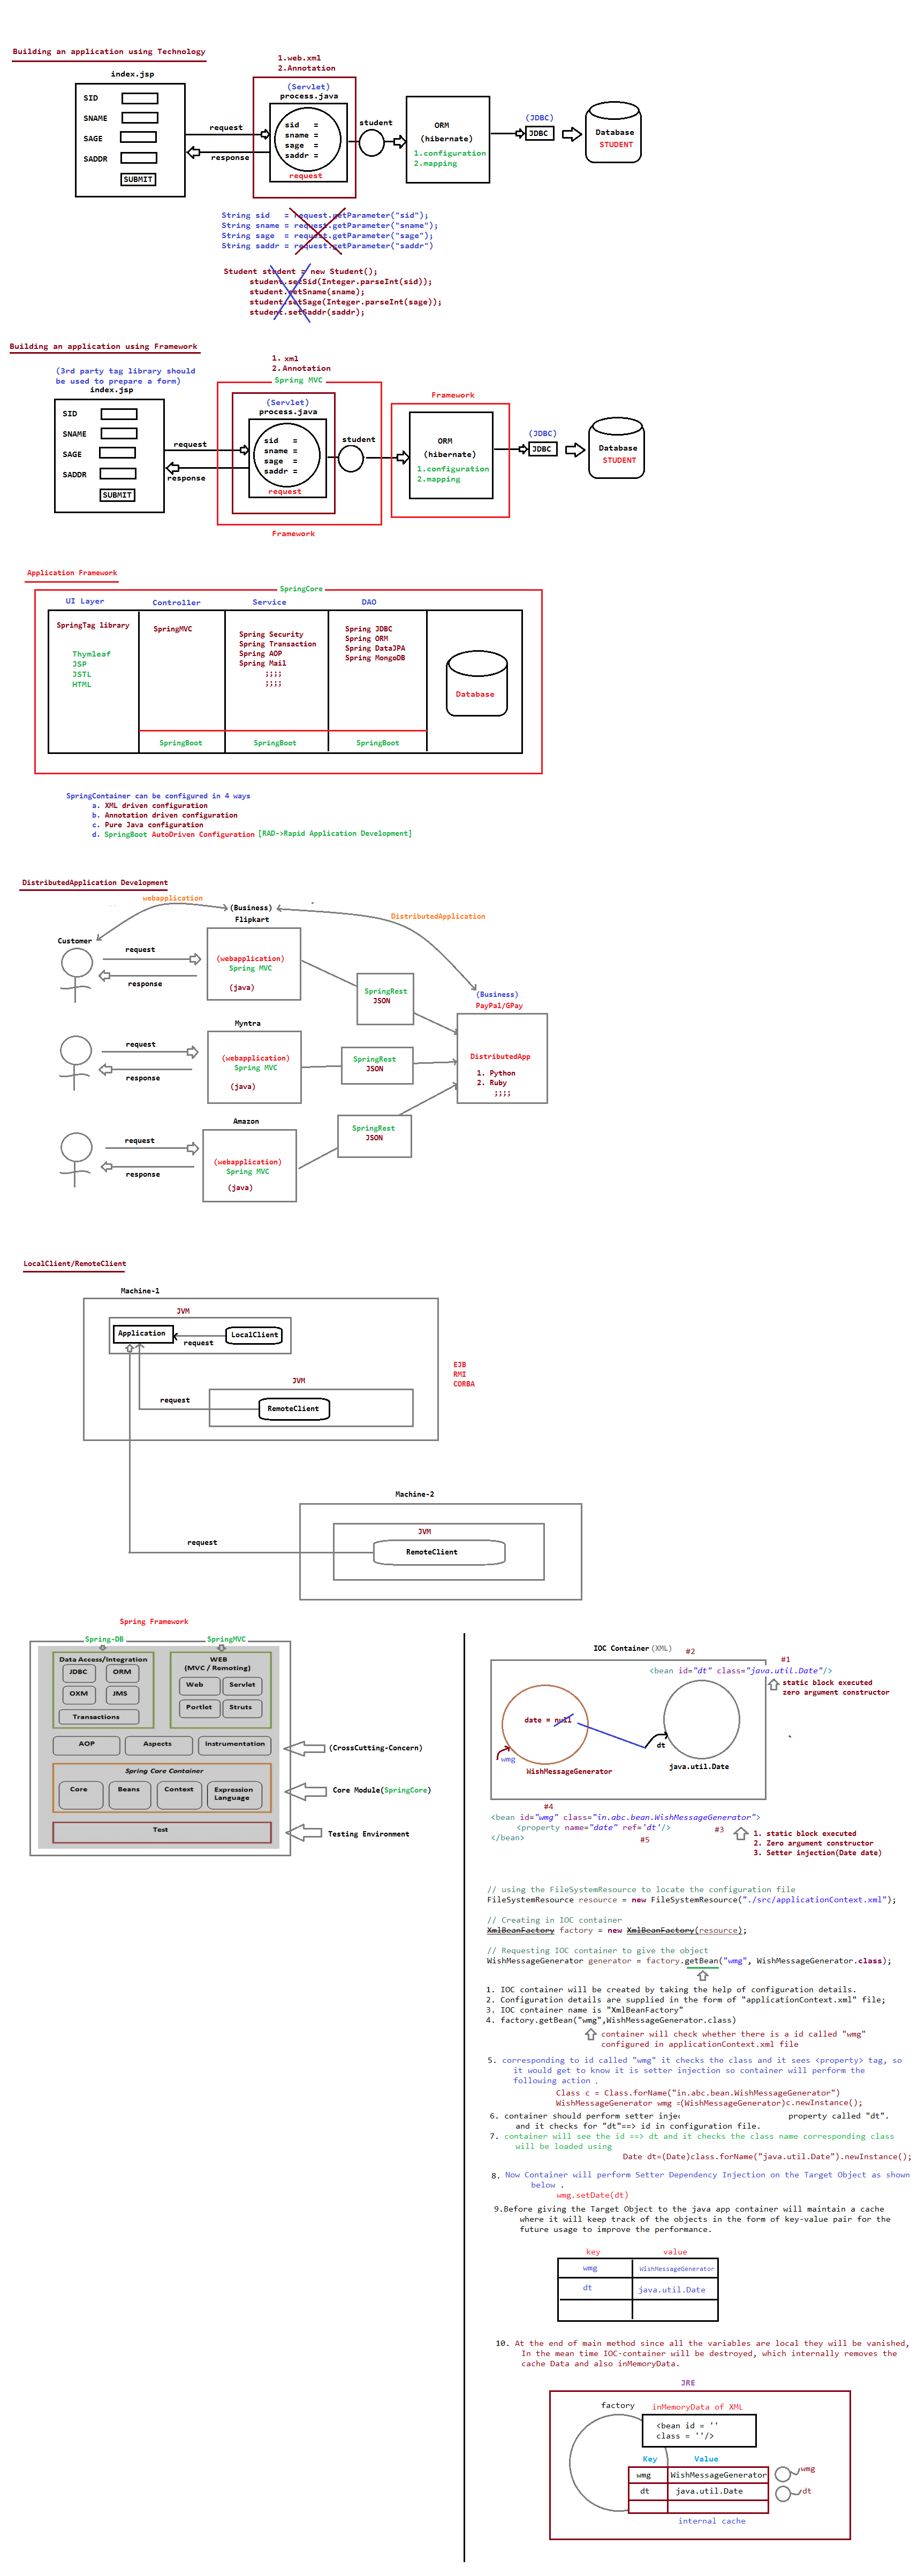 Building an application using Technology
1.web.xml
2.Annotation
index.jsp
(Servlet)
process.java
SID
SNAME
SAGE
SADDR
SUBMIT
request
response
sid =
sname =
sage =
saddr =
request
student
ORM
(hibernate)
1.configuration
2.mapping
(JDBC)
JDBC
Database
STUDENT
String sid = request.getParameter("sid");
String sname = request.getParameter("sname");
String sage = request.getParameter("sage");
String saddr = request.getParameter("saddr")
Student student = new Student();
student.setSid(Integer.parseInt(sid));
student.setSname(sname);
student.setSage(Integer.parseInt(sage));
student.setSaddr(saddr);
Building an application using Framework
1. xml
2. Annotation
(3rd party tag library should
be used to prepare a form)
index.jsp
Spring MVC
(Servlet)
process.java
SID
SNAME
SAGE
SADDR
SUBMIT
request
response
sid =
sname =
sage =
saddr =
request
student
Framework
Framework
ORM
(hibernate)
1.configuration
2.mapping
(JDBC)
JDBC
Database
STUDENT
Application Framework
SpringCore
UI Layer
Controller
Service
DAO
SpringTag library
Thymleaf
JSP
JSTL
HTML
SpringMVC
Spring Security
Spring Transaction
Spring AOP
Spring Mail
;;;;
;;;;
Spring JDBC
Spring ORM
Spring DataJPA
Spring MongoDB
Database
SpringBoot
SpringBoot
SpringBoot
SpringContainer can be configured in 4 ways
a. XML driven configuration
b. Annotation driven configuration
c. Pure Java configuration
d. SpringBoot AutoDriven Configuration [RAD->Rapid Application Development]
DistributedApplication Development
webapplication
(Business)
Flipkart
DistributedApplication
Customer
request
response
(webapplication)
Spring MVC
(java)
SpringRest
JSON
(Business)
PayPal/GPay
Myntra
request
response
(webapplication)
Spring MVC
(java)
SpringRest
JSON
DistributedApp
1. Python
2. Ruby
;;;;
Amazon
request
response
(webapplication)
Spring MVC
(java)
SpringRest
JSON
LocalClient/RemoteClient
Machine-1
JVM
Application
request
LocalClient
JVM
request
RemoteClient
EJB
RMI
CORBA
Machine-2
JVM
request
RemoteClient
Spring Framework
Spring-DB
SpringMVC
Data Access/Integration
JDBC
ORM
OXM
JMS
Transactions
WEB
(MVC / Remoting)
Web
Servlet
Portlet
Struts
AOP
Aspects
Instrumentation
(CrossCutting-Concern)
Spring Core Container
Core
Beans
Context
Expression
Language
Core Module(SpringCore)
Test
Testing Environment
IOC Container(XML)
#2
#1
<bean id="dt" class="java.util.Date"/>
static block executed
zero argument constructor
date = null
wmg
WishMessageGenerator
dt
java.util.Date
#4
<bean id="wmg" class="in.abc.bean.WishMessageGenerator">
<property name="date" ref='dt'/>
</bean>
#5
#3
1. static block executed
2. Zero argument constructor
3. Setter injection(Date date)
// using the FileSystemResource to locate the configuration file
FileSystemResource resource = new FileSystemResource("./src/applicationContext.xml");
// Creating in IOC container
XmlBeanFactory factory = new XmlBeanFactory(resource);
// Requesting IOC container to give the object
WishMessageGenerator generator = factory.getBean("wmg", WishMessageGenerator.class);
1. IOC container will be created by taking the help of configuration details.
2. Configuration details are supplied in the form of "applicationContext.xml" file;
3. IOC container name is "XmlBeanFactory"
4. factory.getBean("wmg",WishMessageGenerator.class)
container will check whether there is a id called "wmg"
configured in applicationContext.xml file
5. corresponding to id called "wmg" it checks the class and it sees <property> tag, so
it would get to know it is setter injection so container will perform the
following action .
Class c = Class.forName("in.abc.bean.WishMessageGenerator")
WishMessageGenerator wmg =(WishMessageGenerator)c.newInstance();
6. container should perform setter injec property called "dt".
and it checks for "dt"==> id in configuration file.
7. container will see the id ==> dt and it checks the class name corresponding class
will be loaded using
Date dt=(Date)class.forName("java.util.Date").newInstance();
8. Now Container will perform Setter Dependency Injection on the Target Object as shown
below .
wmg.setDate(dt)
9.Before giving the Target Object to the java app container will maintain a cache
where it will keep track of the objects in the form of key-value pair for the
future usage to improve the performance.
key value
wmg WishMessageGenerator
dt java.util.Date
10. At the end of main method since all the variables are local they will be vanished,
In the mean time IOC-container will be destroyed, which internally removes the
cache Data and also inMemoryData.
JRE
factory
inMemoryData of XML
<bean id = ''
class = ''/>
Key Value
wmg WishMessageGenerator
dt java.util.Date
wmg
dt
internal cache